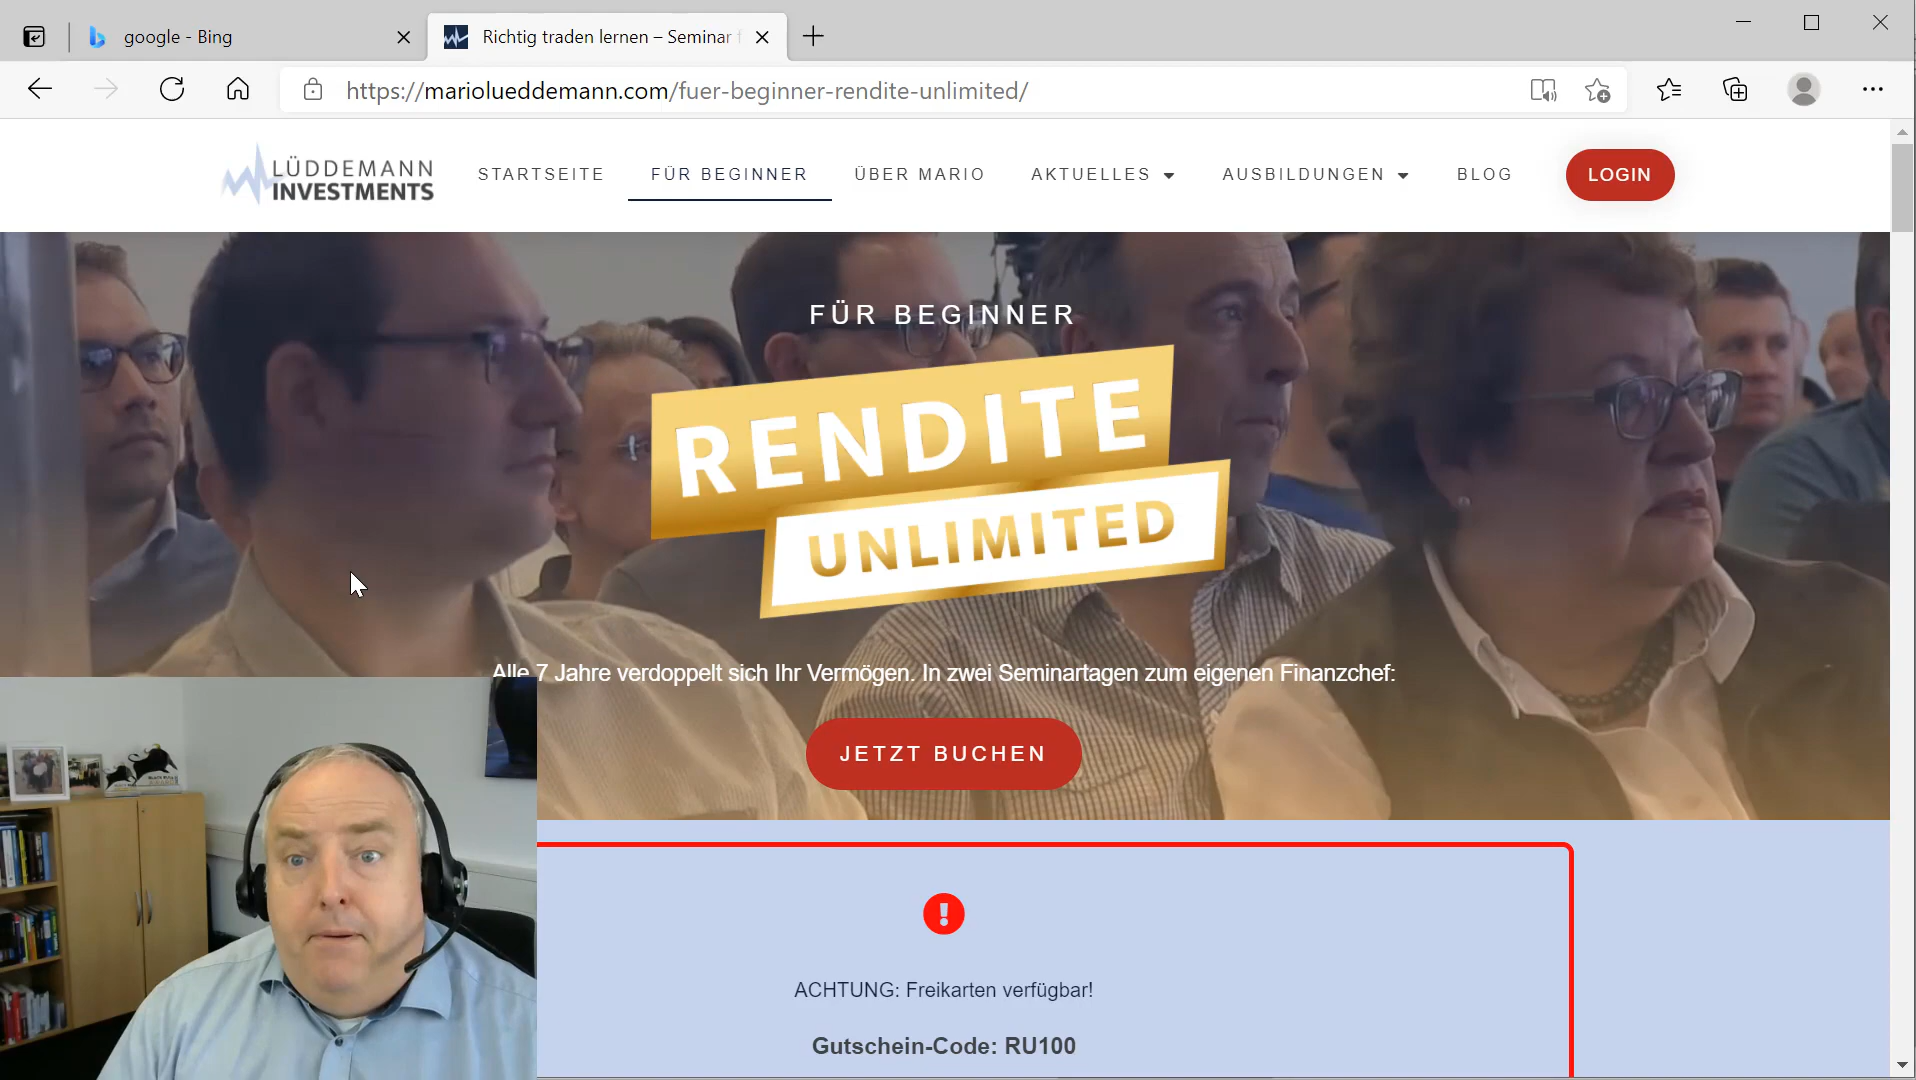 google - Bing
Richtig traden lernen – Seminar f
https://mariolueddemann.com/fuer-beginner-rendite-unlimited/
LÜDDEMANN
INVESTMENTS
STARTSEITE
FÜR BEGINNER
ÜBER MARIO
AKTUELLES
AUSBILDUNGEN
BLOG
LOGIN
FÜR BEGINNER
RENDITE
UNLIMITED
Alle 7 Jahre verdoppelt sich Ihr Vermögen. In zwei Seminartagen zum eigenen Finanzchef:
JETZT BUCHEN
ACHTUNG: Freikarten verfügbar!
Gutschein-Code: RU100